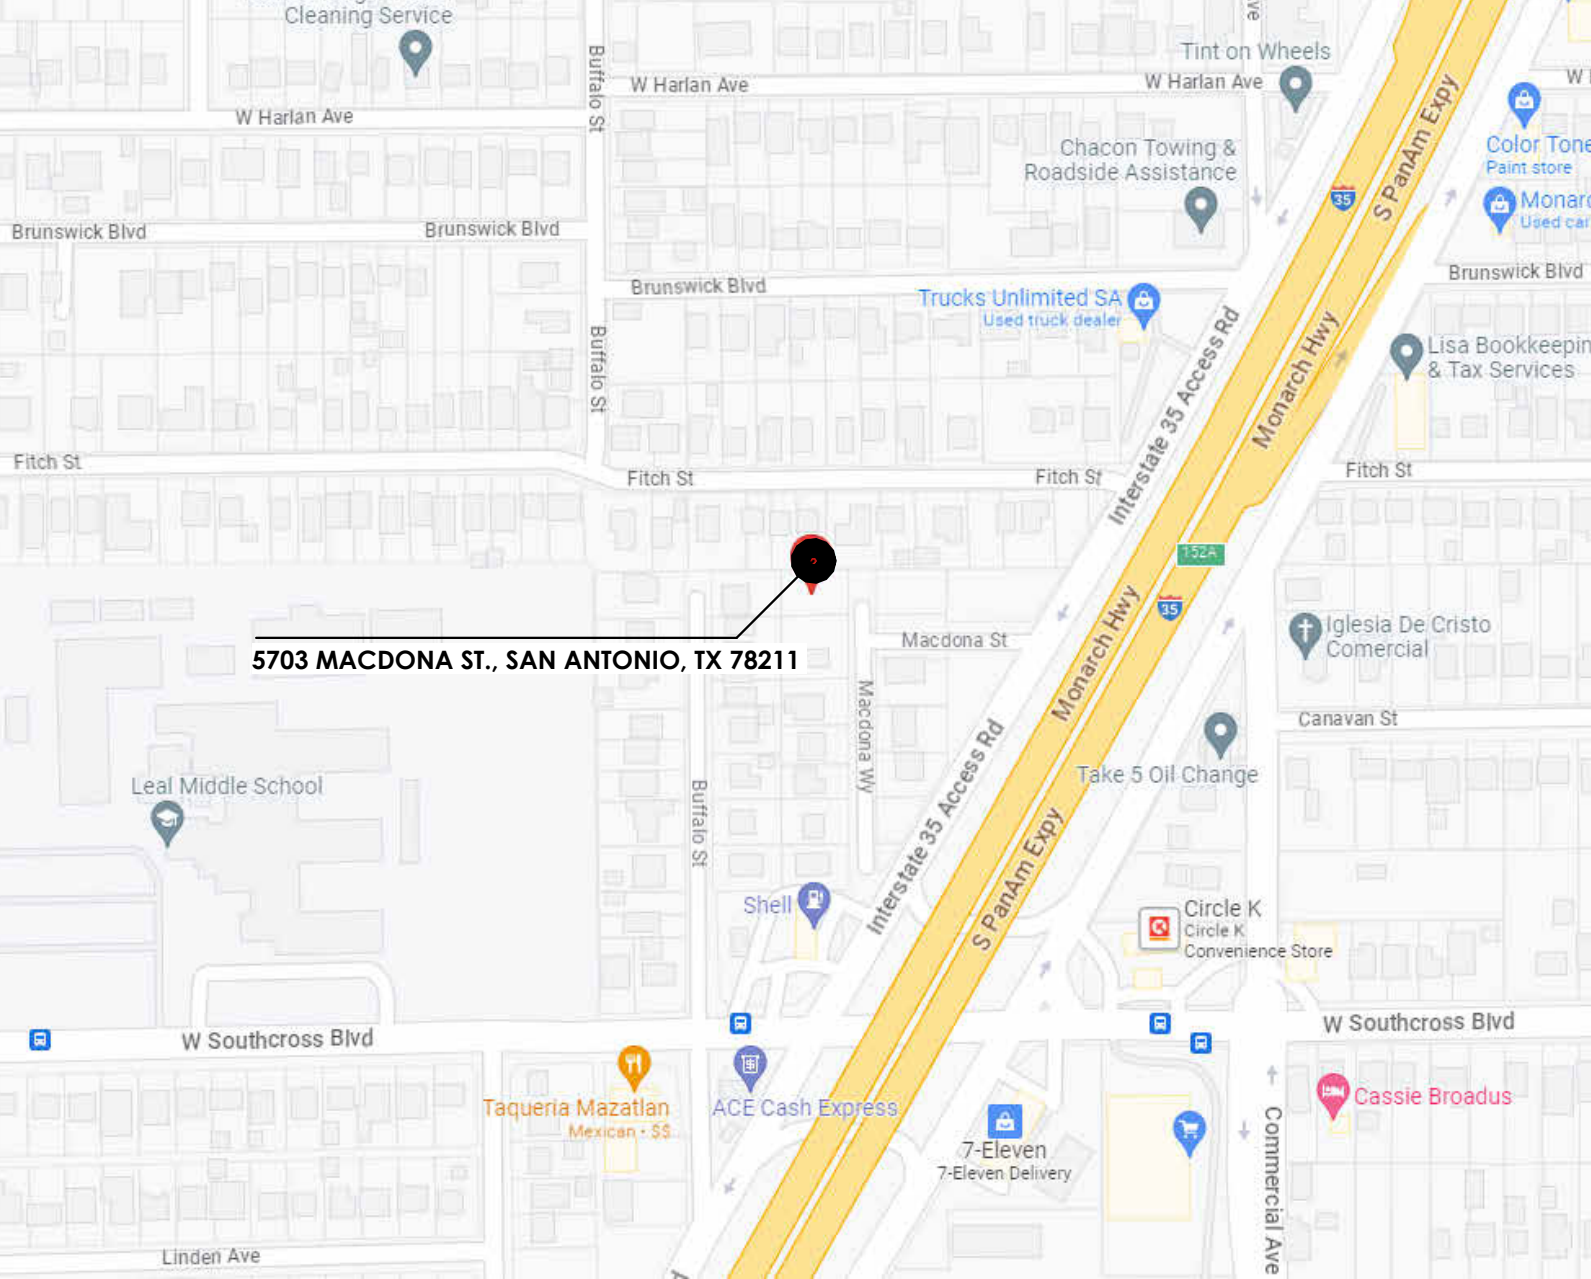 Cleaning Service
Tint on Wheels
W Harlan Ave
W Harlan Ave
W Harlan Ave
Buffalo St
S PanAm Expy
Color Tone
Paint store
Chacon Towing &
Roadside Assistance
35
Monar
Used car
Brunswick Blvd
Brunswick Blvd
Brunswick Blvd
Brunswick Blvd
Trucks Unlimited SA
Used truck dealer
Buffalo St
Interstate 35 Access Rd
Monarch Hwy
Lisa Bookkeepin
& Tax Services
Fitch St
Fitch St
Fitch St
Fitch St
152A
35
Monarch Hwy
Iglesia De Cristo
Comercial
Macdona St
5703 MACDONA ST., SAN ANTONIO, TX 78211
Macdona Wy
Canavan St
Take 5 Oil Change
Leal Middle School
Buffalo St
Interstate 35 Access Rd
S PanAm Expy
Shell
Circle K
Circle K
Convenience Store
W Southcross Blvd
W Southcross Blvd
Taqueria Mazatlan
Mexican • $$
ACE Cash Express
Cassie Broadus
7-Eleven
7-Eleven Delivery
Commercial Ave
Linden Ave